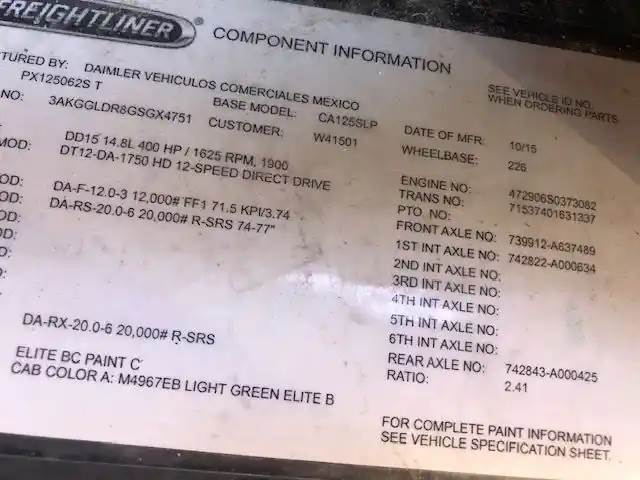 FREIGHTLINER
COMPONENT INFORMATION
TURED BY: DAIMLER VEHICULOS COMERCIALES MEXICO
SEE VEHICLE ID NO.
WHEN ORDERING PARTS
PX125062S T
BASE MODEL: CA125SLP
DATE OF MFR: 10/15
NO: 3AKGGLDR8GSGX4751
CUSTOMER: W41501
WHEELBASE: 226
MOD: DD15 14.8L 400 HP / 1625 RPM, 1900
DT12-DA-1750 HD 12-SPEED DIRECT DRIVE
ENGINE NO: 472906S0373082
TRANS NO: 71537401631337
PTO NO:
OD: DA-F-12.0-3 12,000# FF1 71.5 KPI/3.74
FRONT AXLE NO: 739912-A637489
OD: DA-RS-20.0-6 20,000# R-SRS 74-77"
1ST INT AXLE NO: 742822-A000634
OD:
2ND INT AXLE NO:
OD:
3RD INT AXLE NO:
D:
4TH INT AXLE NO:
:
5TH INT AXLE NO:
6TH INT AXLE NO:
DA-RX-20.0-6 20,000# R-SRS
REAR AXLE NO: 742843-A000425
RATIO: 2.41
ELITE BC PAINT C
CAB COLOR A: M4967EB LIGHT GREEN ELITE B
FOR COMPLETE PAINT INFORMATION
SEE VEHICLE SPECIFICATION SHEET.